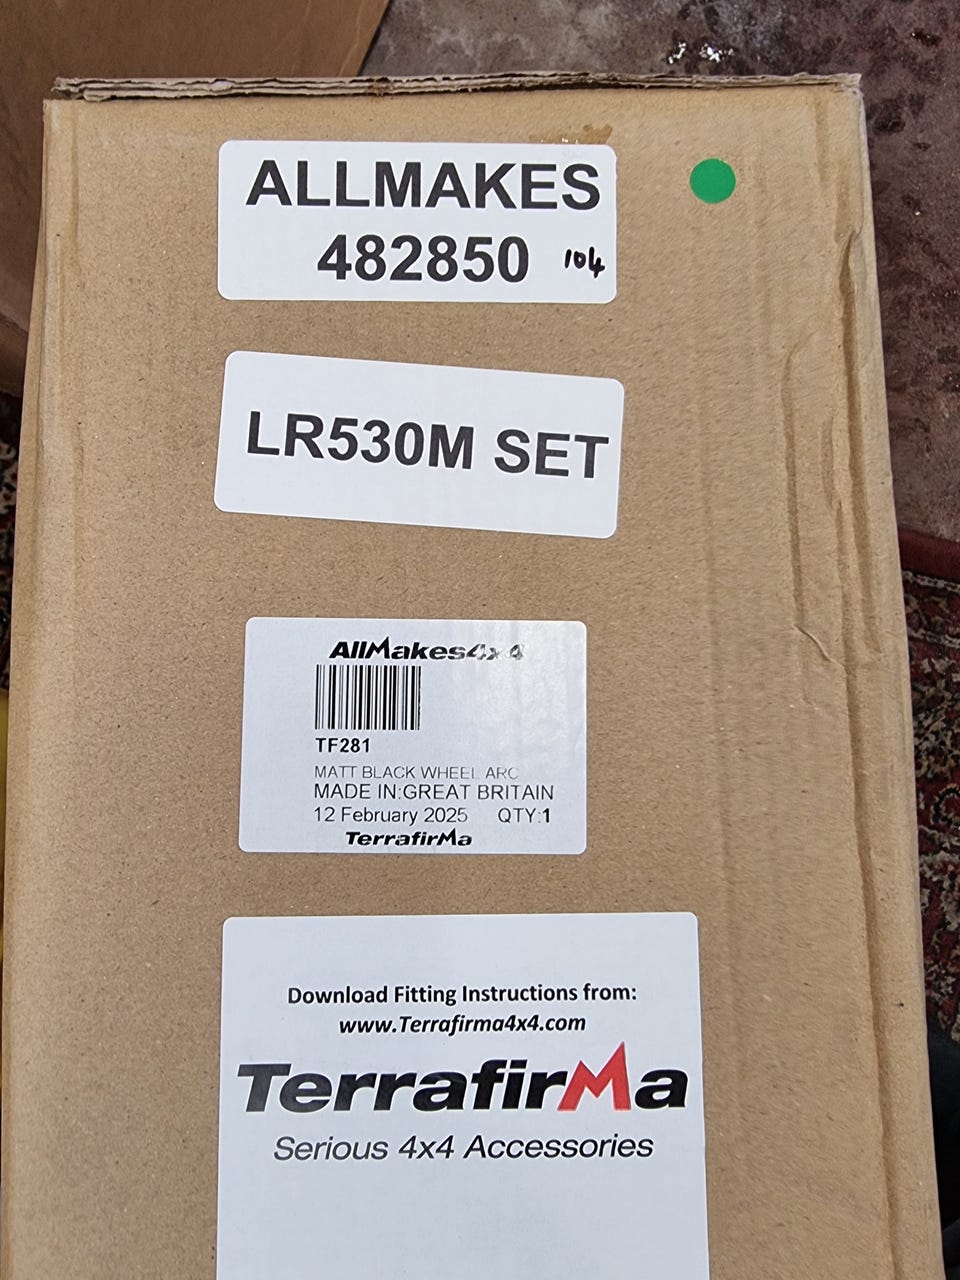 ALLMAKES
482850 104
LR530M SET
AllMakes4x4
TF281
MATT BLACK WHEEL ARC
MADE IN:GREAT BRITAIN
12 February 2025 QTY:1
TerrafirMa
Download Fitting Instructions from:
www.Terrafirma4x4.com
TerrafirMa
Serious 4x4 Accessories